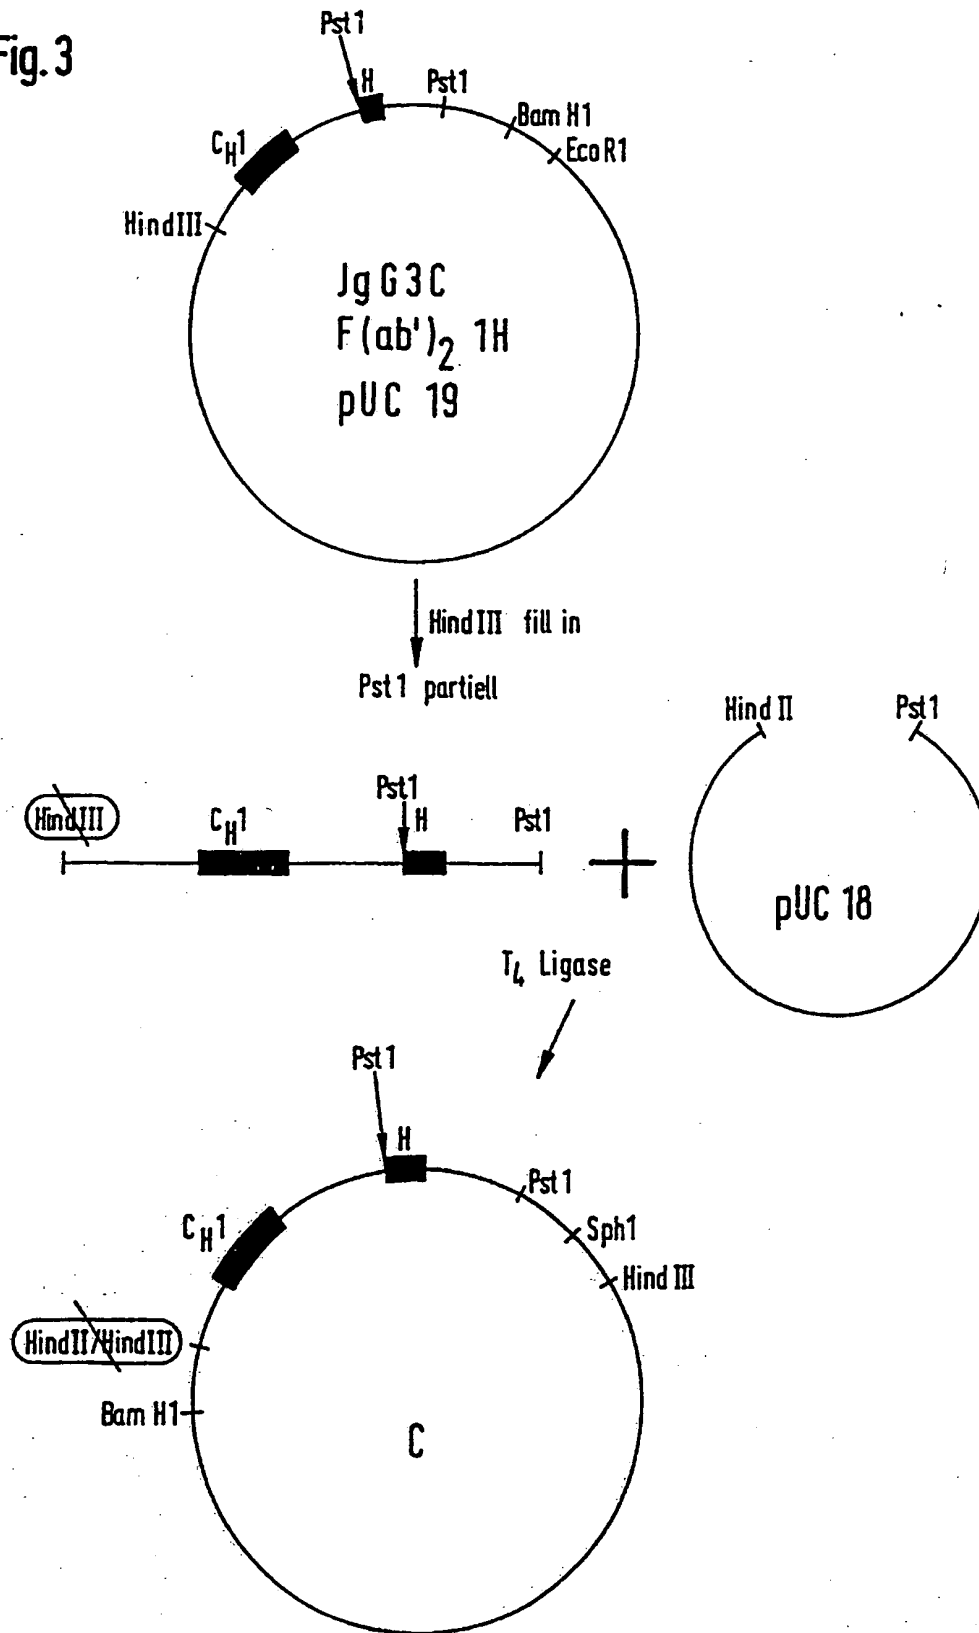 Fig. 3
Pst1
H
Pst1
Bam H1
EcoR1
CH1
HindIII
JgG3C
F(ab')2 1H
pUC 19
HindIII fill in
Pst1 partiell
Hind II
Pst1
HindIII
CH1
Pst1
H
Pst1
+
pUC 18
T4 Ligase
Pst1
H
Pst1
Sph1
Hind III
CH1
HindII/HindIII
Bam H1
C